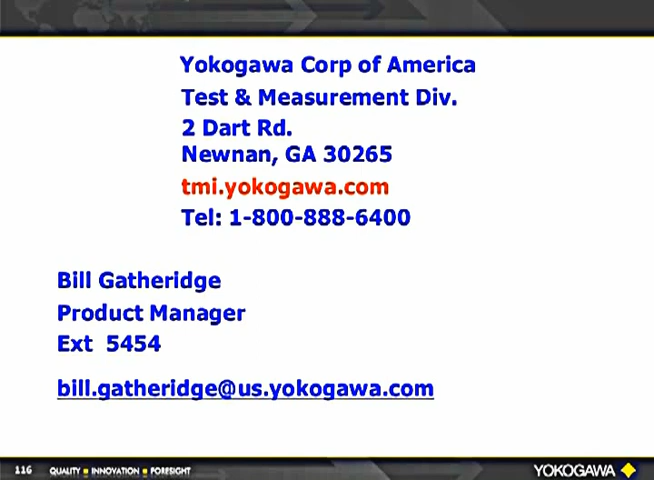 Yokogawa Corp of America
Test & Measurement Div.
2 Dart Rd.
Newnan, GA 30265
tmi.yokogawa.com
Tel: 1-800-888-6400
Bill Gatheridge
Product Manager
Ext 5454
bill.gatheridge@us.yokogawa.com
116 QUALITY INNOVATION FORESIGHT YOKOGAWA